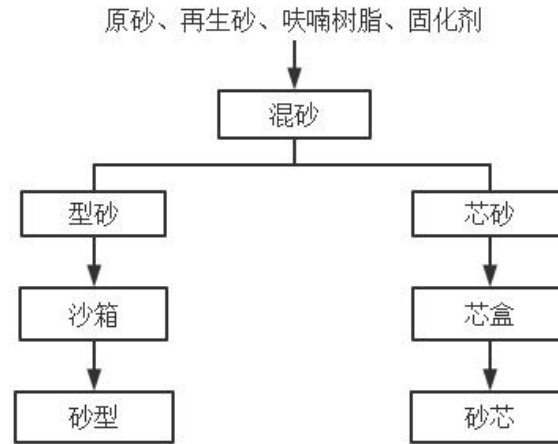 原砂、再生砂、呋喃树脂、固化剂
混砂
型砂
芯砂
沙箱
芯盒
砂型
砂芯